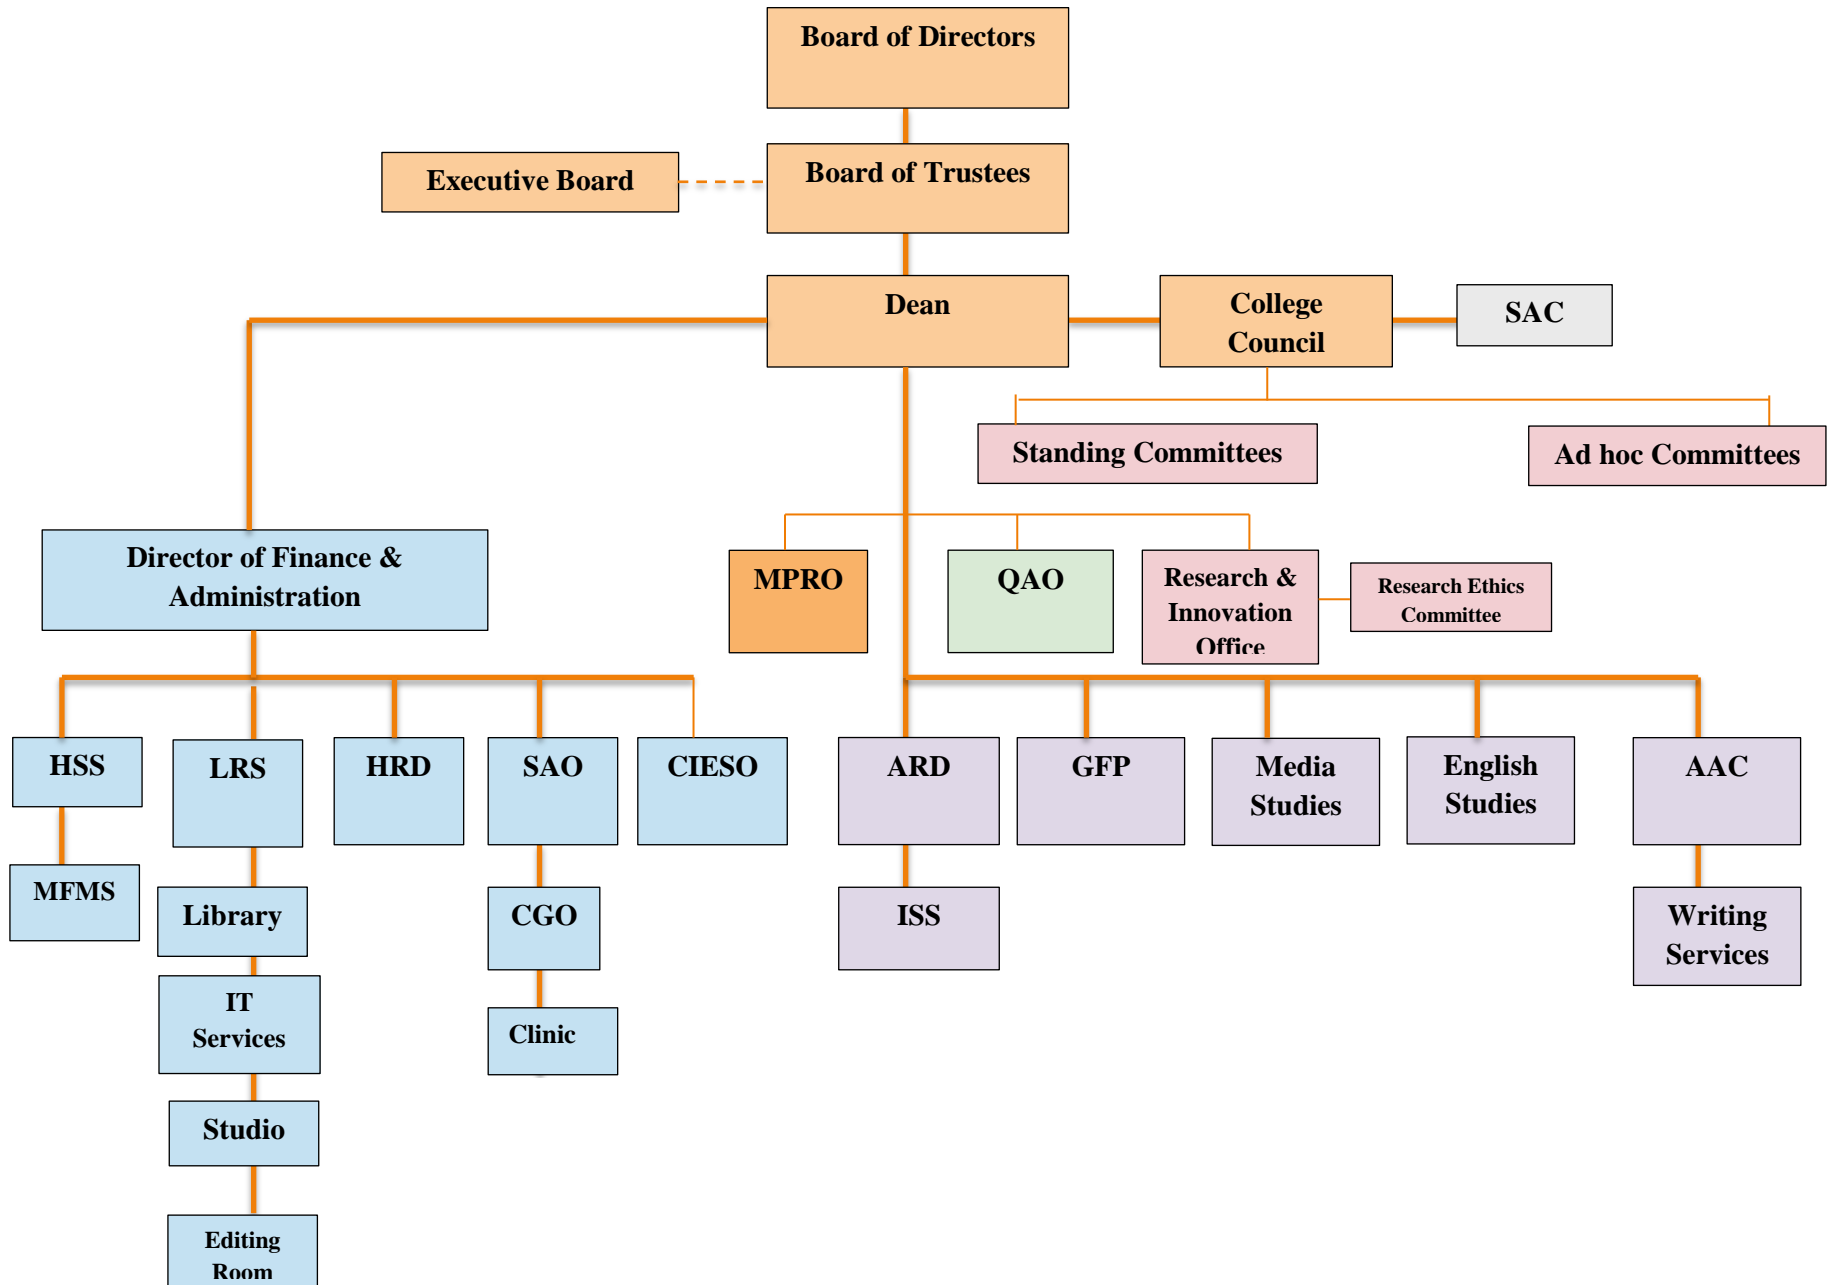 Board of Directors
Executive Board
Board of Trustees
Dean
College
Council
SAC
Standing Committees
Ad hoc Committees
Director of Finance &
Administration
MPRO
QAO
Research &
Innovation
Office
Research Ethics
Committee
HSS
LRS
HRD
SAO
CIESO
ARD
GFP
Media
Studies
English
Studies
AAC
MFMS
Library
CGO
ISS
Writing
Services
IT
Services
Clinic
Studio
Editing
Room